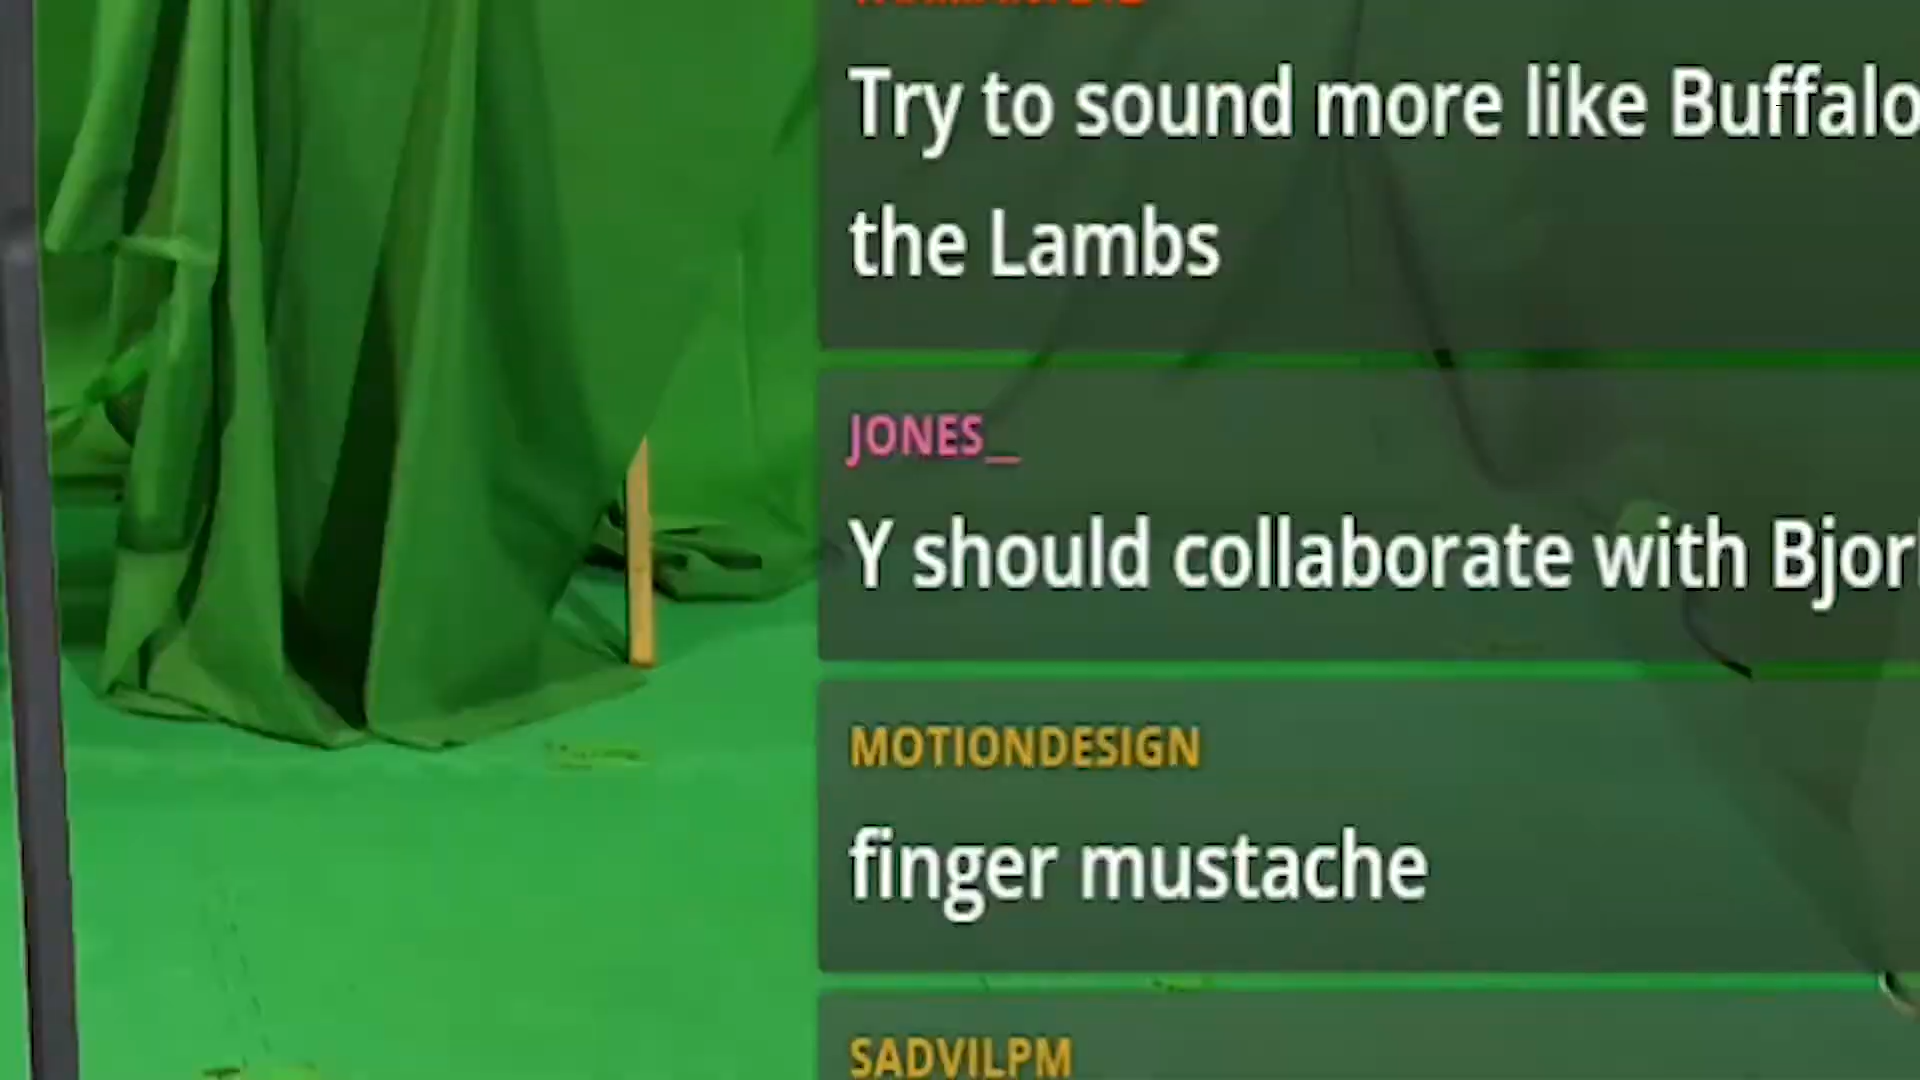 Try to sound more like Buffalo
the Lambs
JONES_
Y should collaborate with Bjor
MOTIONDESIGN
finger mustache
SADVILPM